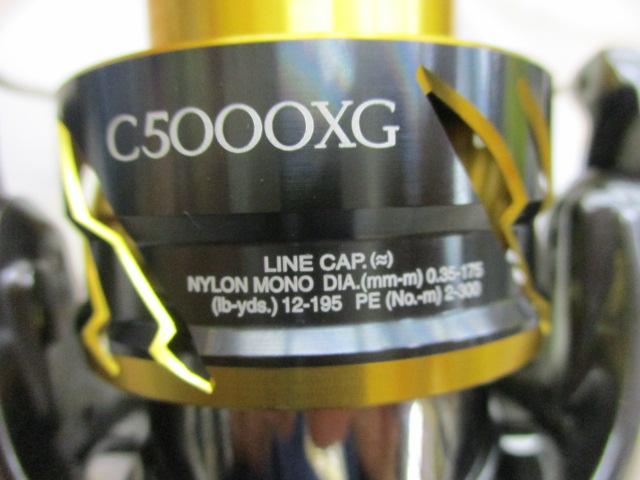 C5000XG
LINE CAP.(≈)
NYLON MONO DIA.(mm-m) 0.35-175
(lb-yds.) 12-195 PE (No.-m) 2-300